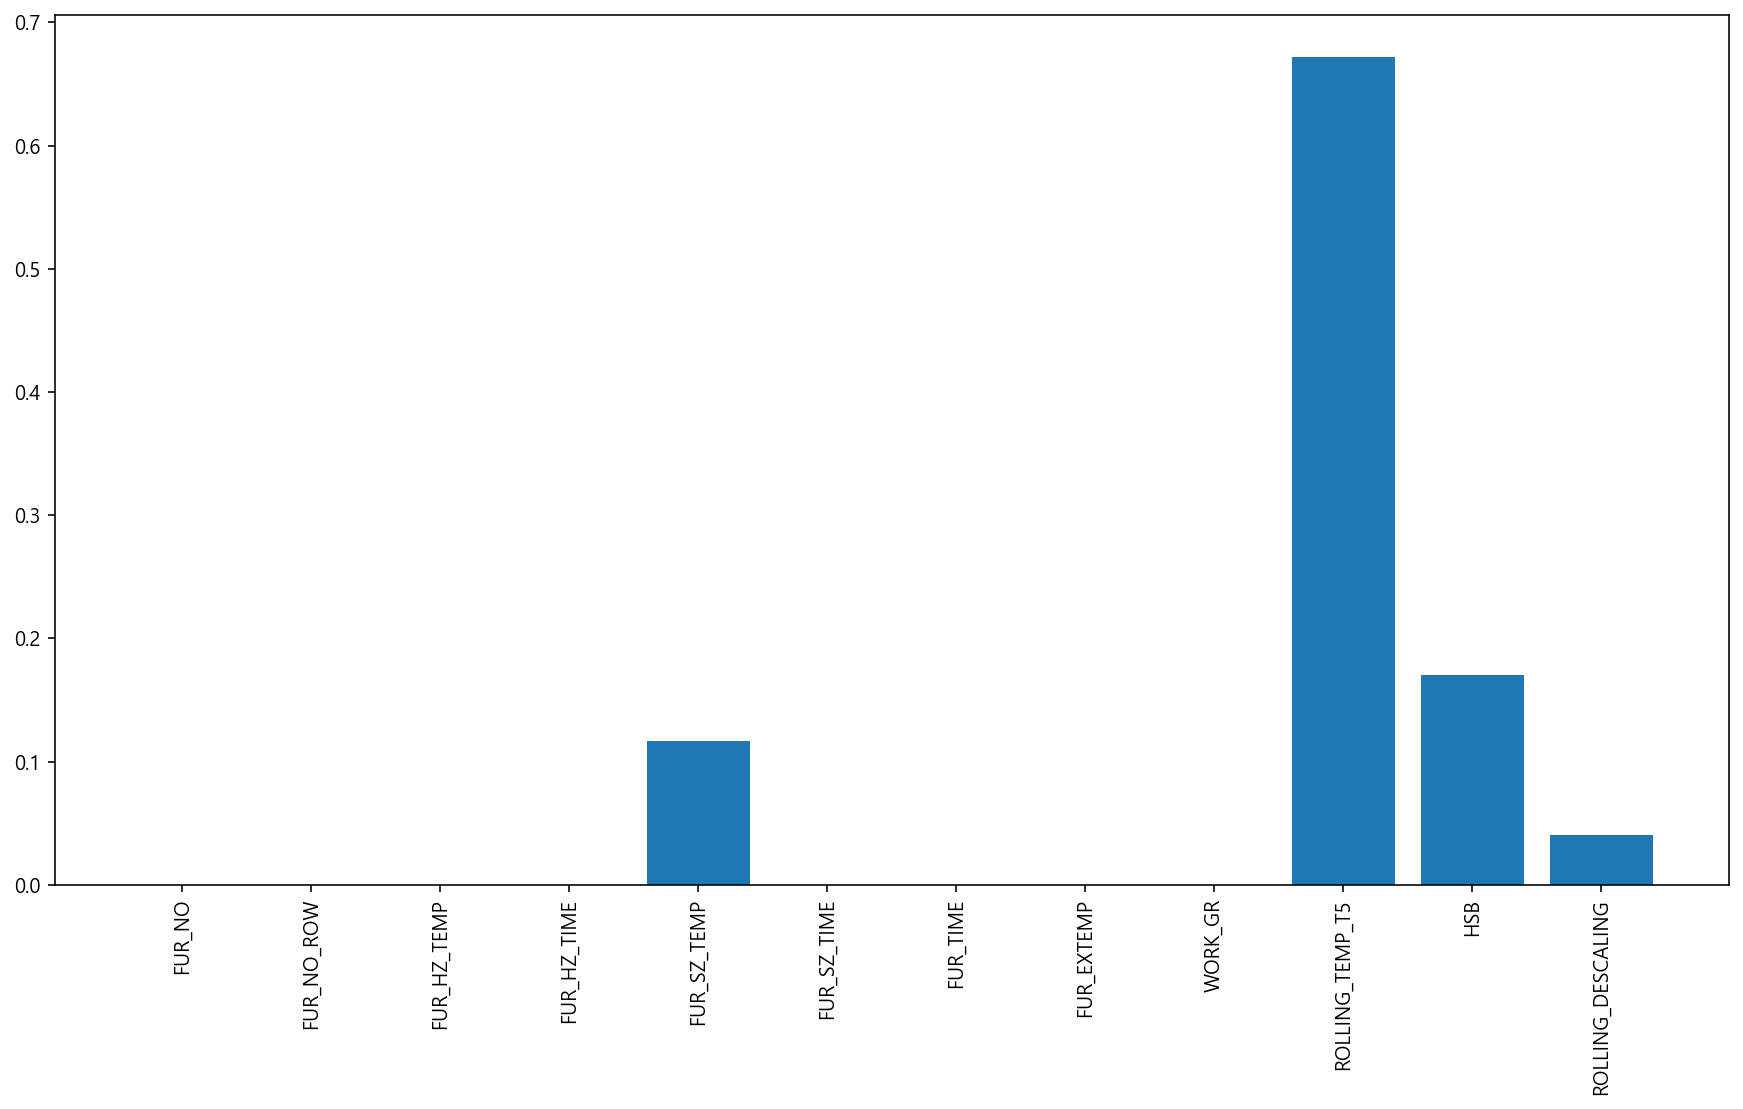 0.7
0.6
0.5
0.4
0.3
0.2
0.1
0.0
FUR_NO
FUR_NO_ROW
FUR_HZ_TEMP
FUR_HZ_TIME
FUR_SZ_TEMP
FUR_SZ_TIME
FUR_TIME
FUR_EXTEMP
WORK_GR
ROLLING_TEMP_T5
HSB
ROLLING_DESCALING